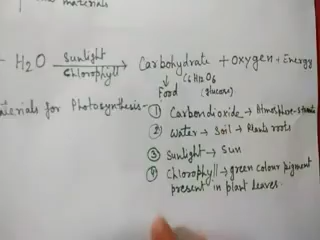 materials
H2O Sunlight Chlorophyll → Carbohydrate + Oxygen + Energy
↓ C6H12O6
Food (glucose)
aterials for Photosynthesis -
① Carbondioxide → Atmosphere - stomata
② Water → Soil → Plants roots
③ Sunlight → Sun
④ Chlorophyll → green colour pigment
present in plant leaves.